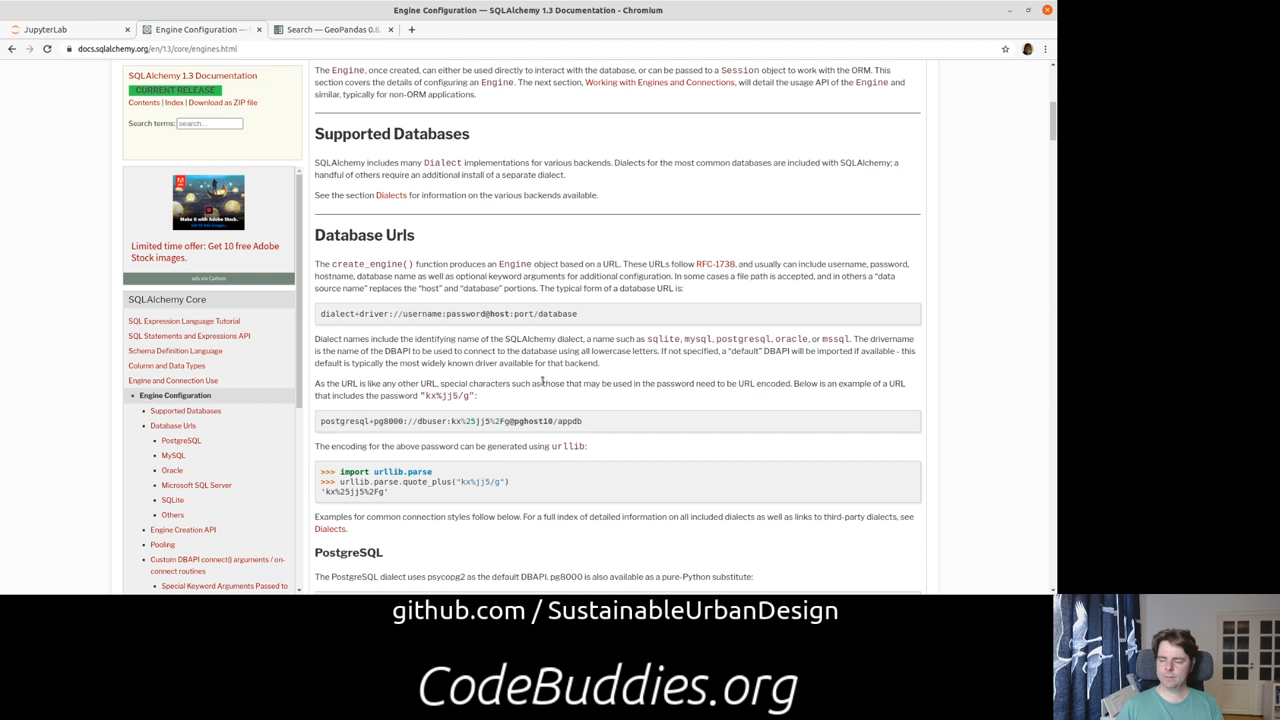 Engine Configuration — SQLAlchemy 1.3 Documentation - Chromium
JupyterLab
Engine Configuration —
Search — GeoPandas 0.8.
docs.sqlalchemy.org/en/13/core/engines.html
SQLAlchemy 1.3 Documentation
CURRENT RELEASE
Contents | Index | Download as ZIP file
Search terms: search...
Make it with Adobe Stock.
Get 10 free images.
Limited time offer: Get 10 free Adobe
Stock images.
ads via Carbon
SQLAlchemy Core
SQL Expression Language Tutorial
SQL Statements and Expressions API
Schema Definition Language
Column and Data Types
Engine and Connection Use
Engine Configuration
Supported Databases
Database Urls
PostgreSQL
MySQL
Oracle
Microsoft SQL Server
SQLite
Others
Engine Creation API
Pooling
Custom DBAPI connect() arguments / on-
connect routines
Special Keyword Arguments Passed to
The Engine, once created, can either be used directly to interact with the database, or can be passed to a Session object to work with the ORM. This
section covers the details of configuring an Engine. The next section, Working with Engines and Connections, will detail the usage API of the Engine and
similar, typically for non-ORM applications.
Supported Databases
SQLAlchemy includes many Dialect implementations for various backends. Dialects for the most common databases are included with SQLAlchemy; a
handful of others require an additional install of a separate dialect.
See the section Dialects for information on the various backends available.
Database Urls
The create_engine() function produces an Engine object based on a URL. These URLs follow RFC-1738, and usually can include username, password,
hostname, database name as well as optional keyword arguments for additional configuration. In some cases a file path is accepted, and in others a “data
source name” replaces the “host” and “database” portions. The typical form of a database URL is:
dialect+driver://username:password@host:port/database
Dialect names include the identifying name of the SQLAlchemy dialect, a name such as sqlite, mysql, postgresql, oracle, or mssql. The drivername
is the name of the DBAPI to be used to connect to the database using all lowercase letters. If not specified, a “default” DBAPI will be imported if available - this
default is typically the most widely known driver available for that backend.
As the URL is like any other URL, special characters such as those that may be used in the password need to be URL encoded. Below is an example of a URL
that includes the password "kx%jj5/g":
postgresql+pg8000://dbuser:kx%25jj5%2Fg@pghost10/appdb
The encoding for the above password can be generated using urllib:
>>> import urllib.parse
>>> urllib.parse.quote_plus("kx%jj5/g")
'kx%25jj5%2Fg'
Examples for common connection styles follow below. For a full index of detailed information on all included dialects as well as links to third-party dialects, see
Dialects.
PostgreSQL
The PostgreSQL dialect uses psycopg2 as the default DBAPI. pg8000 is also available as a pure-Python substitute:
github.com / SustainableUrbanDesign
CodeBuddies.org